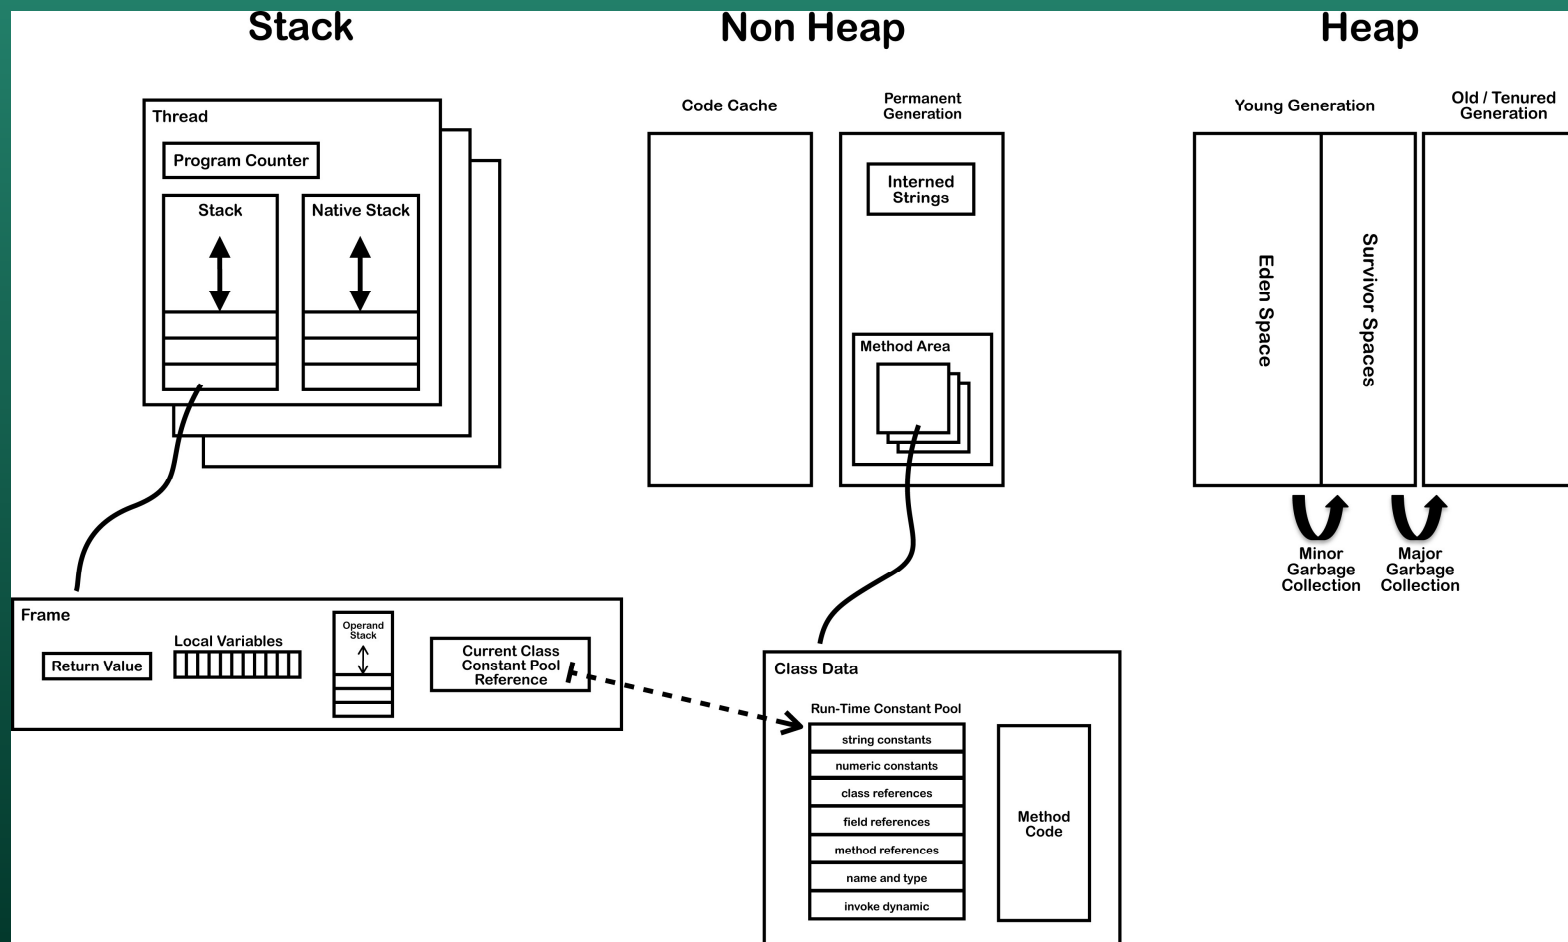 Stack
Non Heap
Heap
Thread
Program Counter
Stack
Native Stack
Code Cache
Permanent
Generation
Interned
Strings
Method Area
Young Generation
Old / Tenured
Generation
Eden Space
Survivor Spaces
Minor
Garbage
Collection
Major
Garbage
Collection
Frame
Return Value
Local Variables
Operand
Stack
Current Class
Constant Pool
Reference
Class Data
Run-Time Constant Pool
string constants
numeric constants
class references
field references
method references
name and type
invoke dynamic
Method
Code